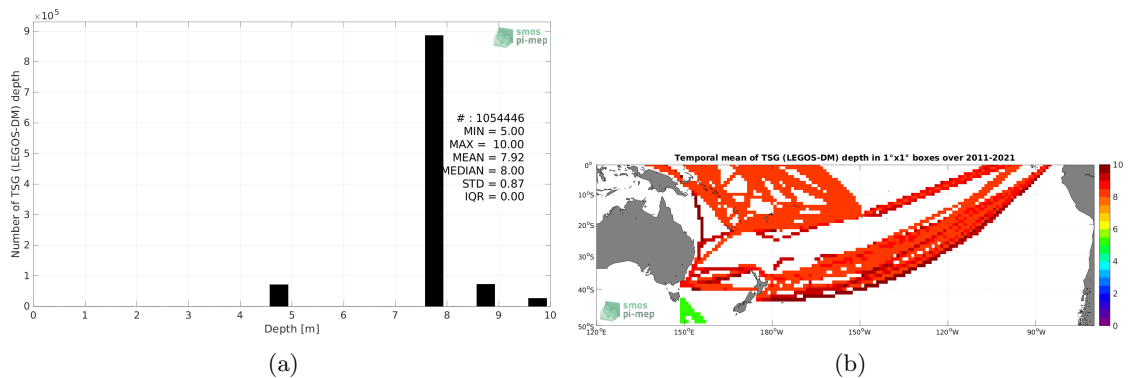 ×10⁵
9
8
7
6
5
4
3
2
1
0
Number of TSG (LEGOS-DM) depth
smos
pi-mep
# : 1054446
MIN = 5.00
MAX = 10.00
MEAN = 7.92
MEDIAN = 8.00
STD = 0.87
IQR = 0.00
0 1 2 3 4 5 6 7 8 9 10
Depth [m]
(a)
Temporal mean of TSG (LEGOS-DM) depth in 1°x1° boxes over 2011-2021
0°
10°S
20°S
30°S
40°S
50°S
smos
pi-mep
120°E 150°E 180°W 150°W 120°W 90°W
10
8
6
4
2
0
(b)